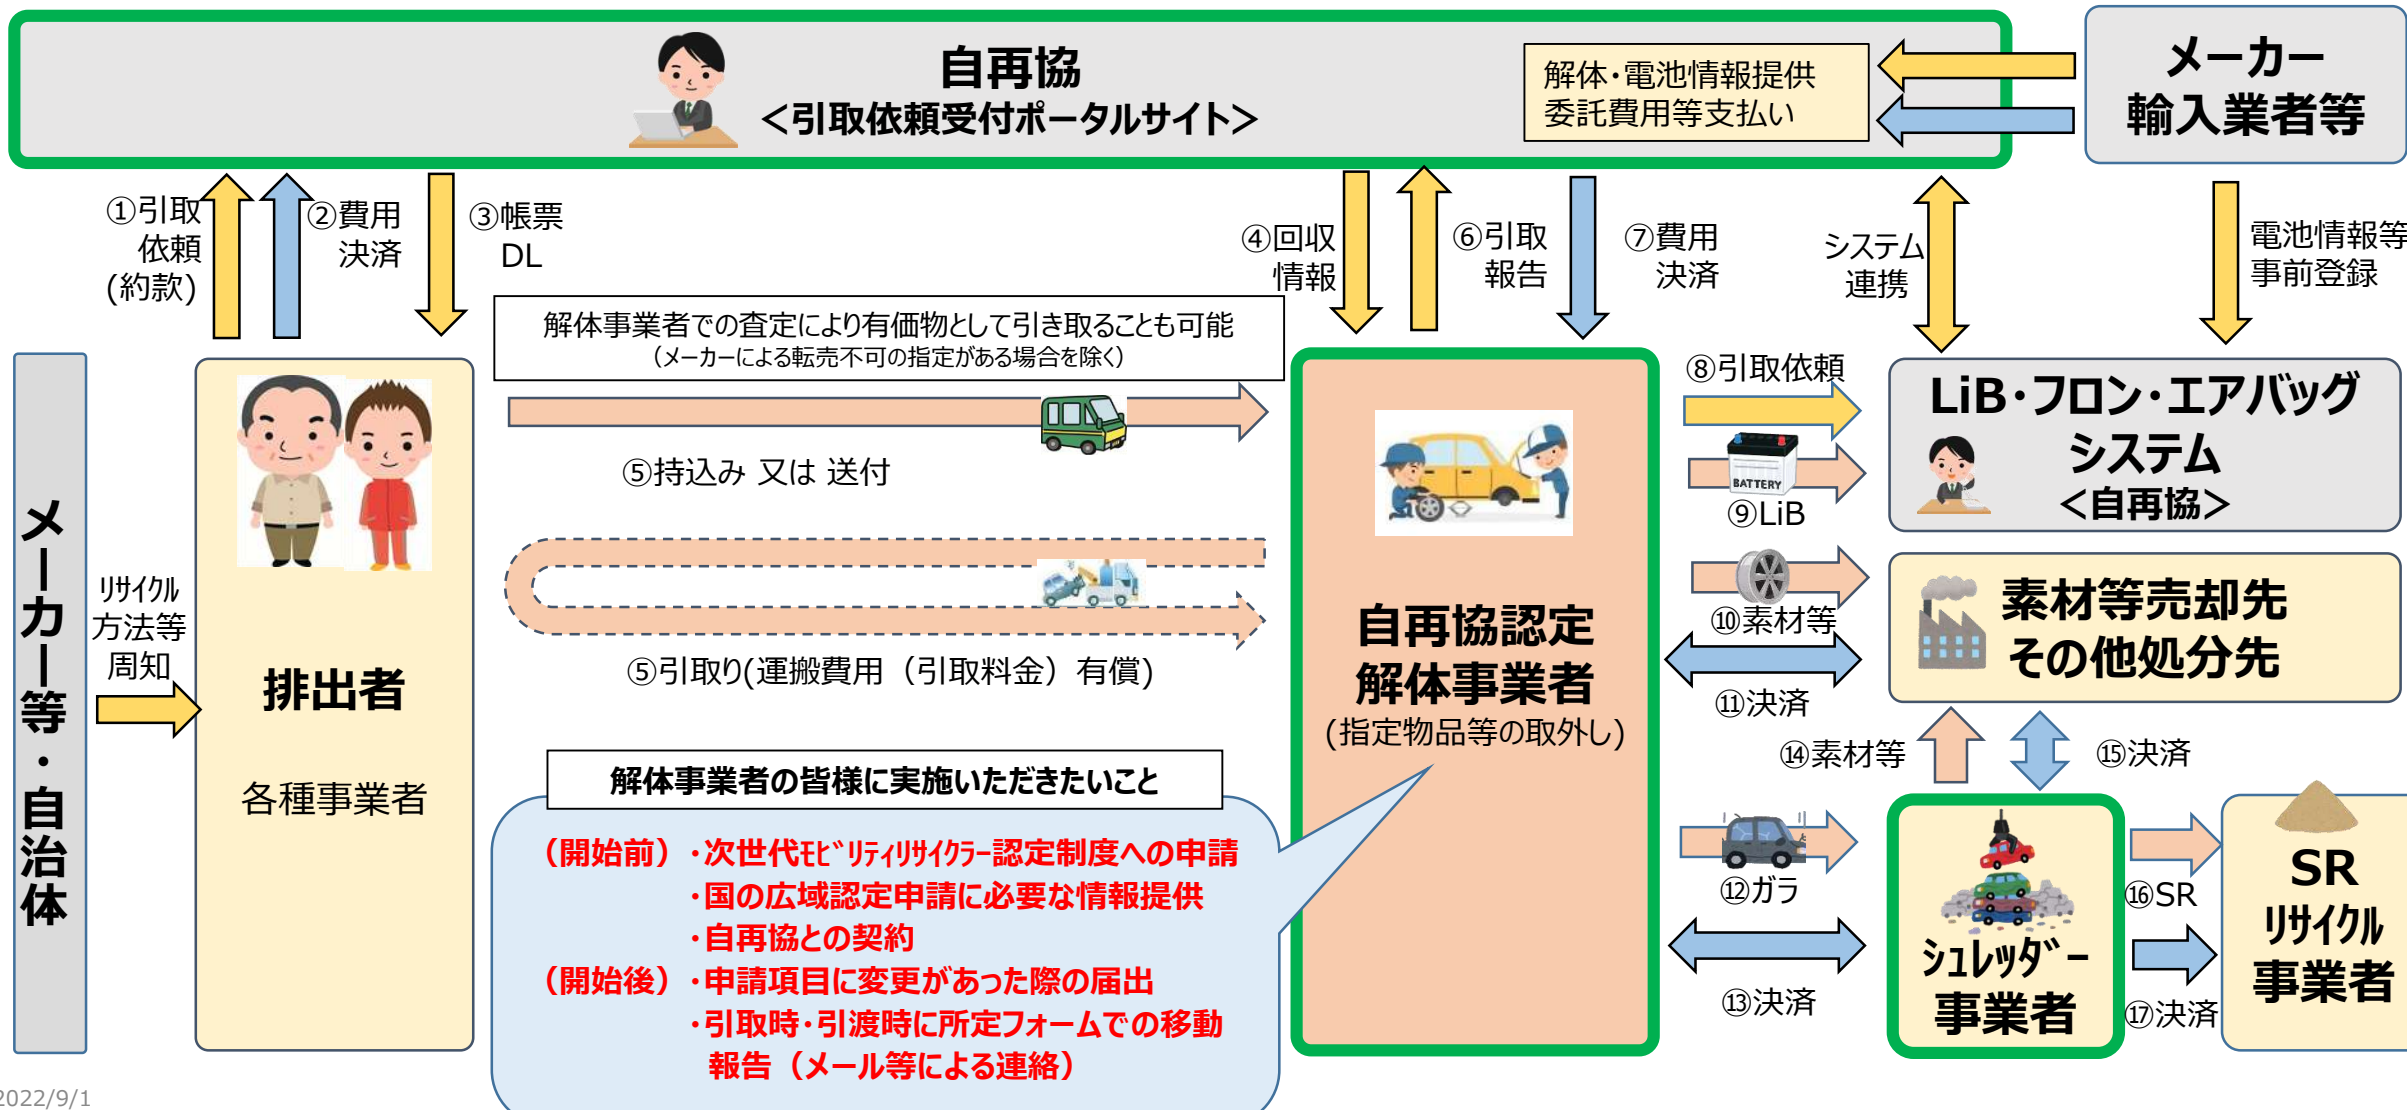 自再協
＜引取依頼受付ポータルサイト＞
解体・電池情報提供
委託費用等支払い
メーカー
輸入業者等
①引取
依頼
(約款)
②費用
決済
③帳票
DL
④回収
情報
⑥引取
報告
⑦費用
決済
システム
連携
電池情報等
事前登録
解体事業者での査定により有価物として引き取ることも可能
（メーカーによる転売不可の指定がある場合を除く）
メーカー等・自治体
リサイクル
方法等
周知
排出者
各種事業者
⑤持込み 又は 送付
⑤引取り(運搬費用（引取料金）有償)
自再協認定
解体事業者
(指定物品等の取外し)
⑧引取依頼
BATTERY
⑨LiB
LiB・フロン・エアバッグ
システム
＜自再協＞
⑩素材等
⑪決済
素材等売却先
その他処分先
⑭素材等
⑮決済
⑫ガラ
⑬決済
シュレッダー
事業者
⑯SR
⑰決済
SR
リサイクル
事業者
解体事業者の皆様に実施いただきたいこと
（開始前）・次世代モビリティリサイクラー認定制度への申請
・国の広域認定申請に必要な情報提供
・自再協との契約
（開始後）・申請項目に変更があった際の届出
・引取時・引渡時に所定フォームでの移動
報告（メール等による連絡）
2022/9/1